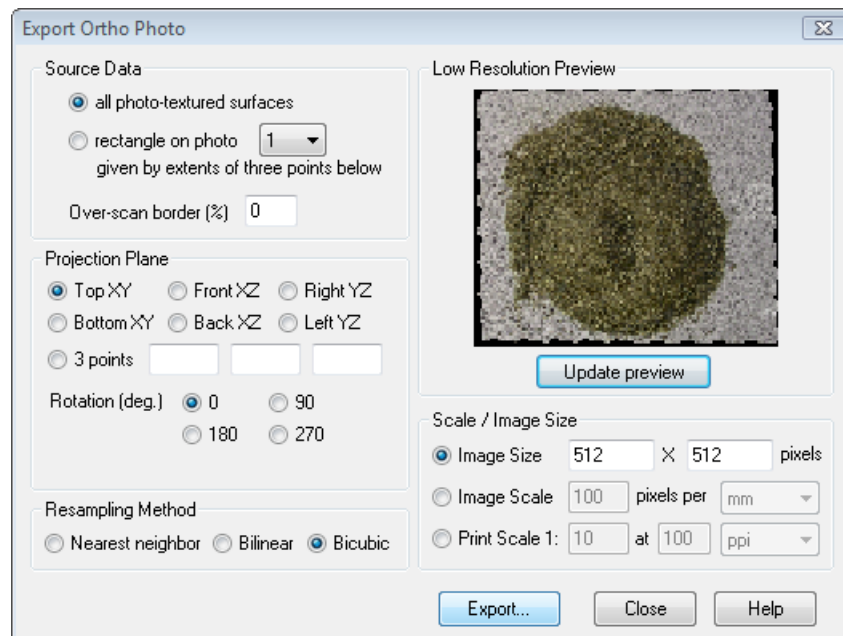 Export Ortho Photo
Source Data
all photo-textured surfaces
rectangle on photo 1
given by extents of three points below
Over-scan border (%) 0
Projection Plane
Top XY Front XZ Right YZ
Bottom XY Back XZ Left YZ
3 points
Rotation (deg.) 0 90
180 270
Resampling Method
Nearest neighbor Bilinear Bicubic
Low Resolution Preview
Update preview
Scale / Image Size
Image Size 512 X 512 pixels
Image Scale 100 pixels per mm
Print Scale 1: 10 at 100 ppi
Export... Close Help